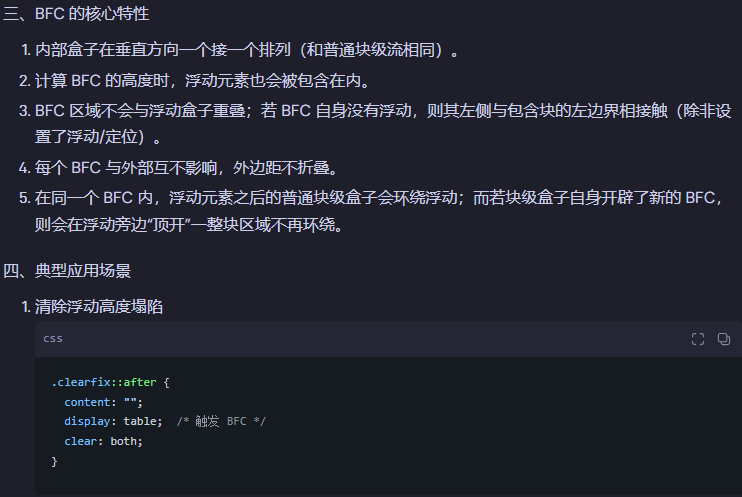 三、BFC 的核心特性
1. 内部盒子在垂直方向一个接一个排列（和普通块级流相同）。
2. 计算 BFC 的高度时，浮动元素也会被包含在内。
3. BFC 区域不会与浮动盒子重叠；若 BFC 自身没有浮动，则其左侧与包含块的左边界相接触（除非设
置了浮动/定位）。
4. 每个 BFC 与外部互不影响，外边距不折叠。
5. 在同一个 BFC 内，浮动元素之后的普通块级盒子会环绕浮动；而若块级盒子自身开辟了新的 BFC，
则会在浮动旁边“顶开”一整块区域不再环绕。
四、典型应用场景
1. 清除浮动高度塌陷
css
.clearfix::after {
  content: "";
  display: table;  /* 触发 BFC */
  clear: both;
}